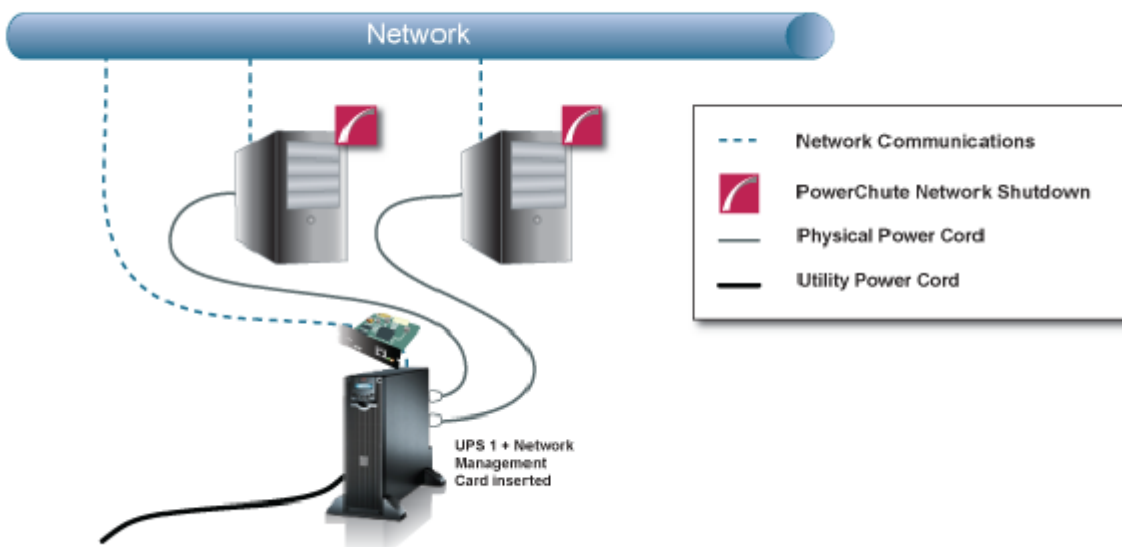 Network
Network Communications
PowerChute Network Shutdown
Physical Power Cord
Utility Power Cord
UPS 1 + Network
Management
Card inserted